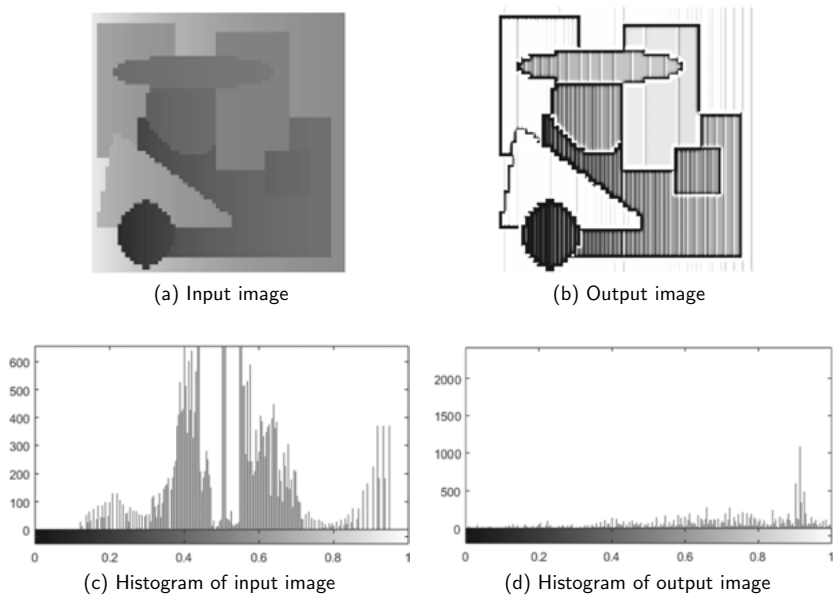 (a) Input image
(b) Output image
600
500
400
300
200
100
0
0 0.2 0.4 0.6 0.8 1
(c) Histogram of input image
2000
1500
1000
500
0
0 0.2 0.4 0.6 0.8 1
(d) Histogram of output image